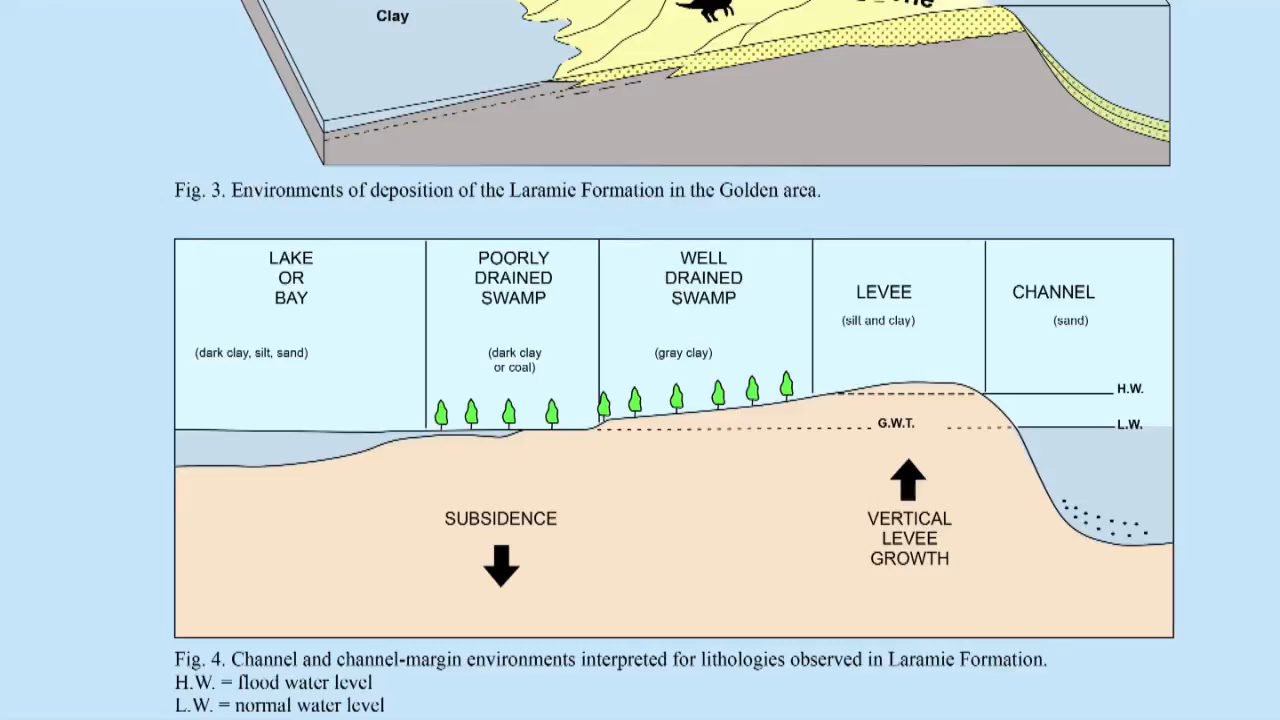 Clay
Fig. 3. Environments of deposition of the Laramie Formation in the Golden area.
LAKE
OR
BAY
(dark clay, silt, sand)
POORLY
DRAINED
SWAMP
(dark clay
or coal)
WELL
DRAINED
SWAMP
(gray clay)
LEVEE
(silt and clay)
CHANNEL
(sand)
H.W.
G.W.T.
L.W.
SUBSIDENCE
VERTICAL
LEVEE
GROWTH
Fig. 4. Channel and channel-margin environments interpreted for lithologies observed in Laramie Formation.
H.W. = flood water level
L.W. = normal water level